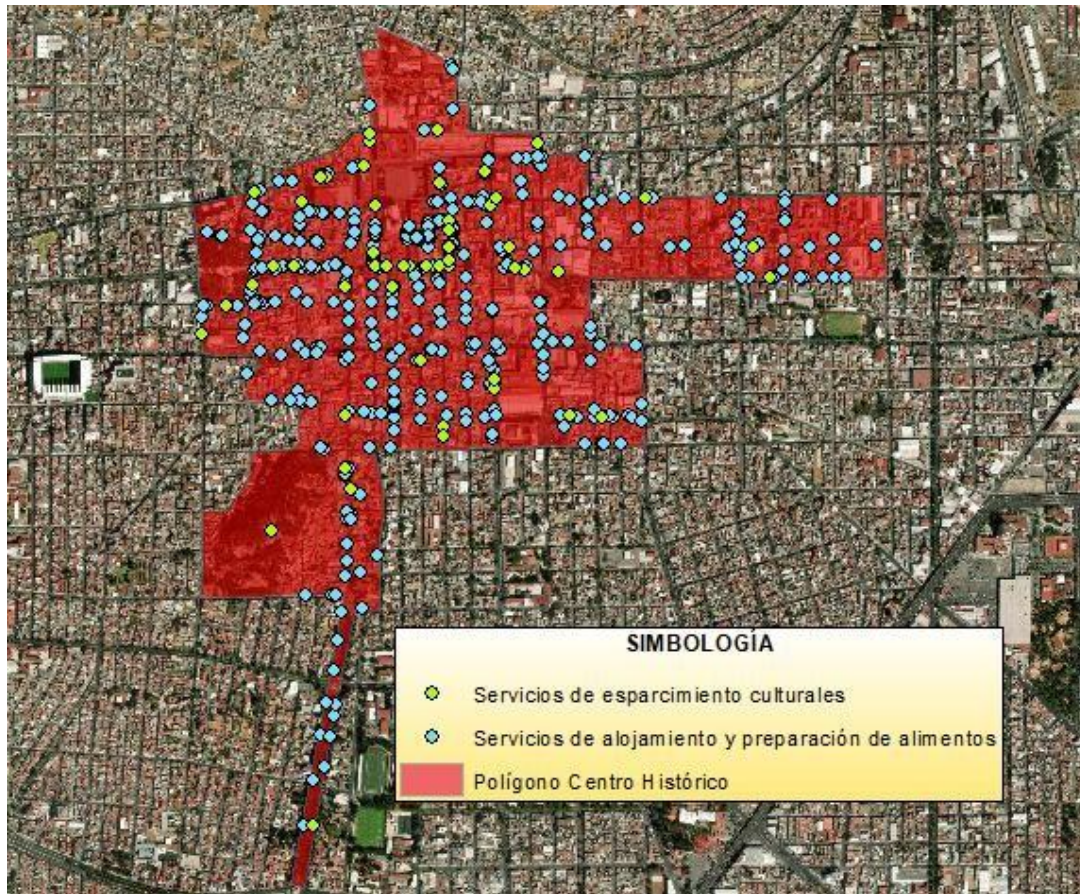 SIMBOLOGÍA
Servicios de esparcimiento culturales
Servicios de alojamiento y preparación de alimentos
Polígono Centro Histórico